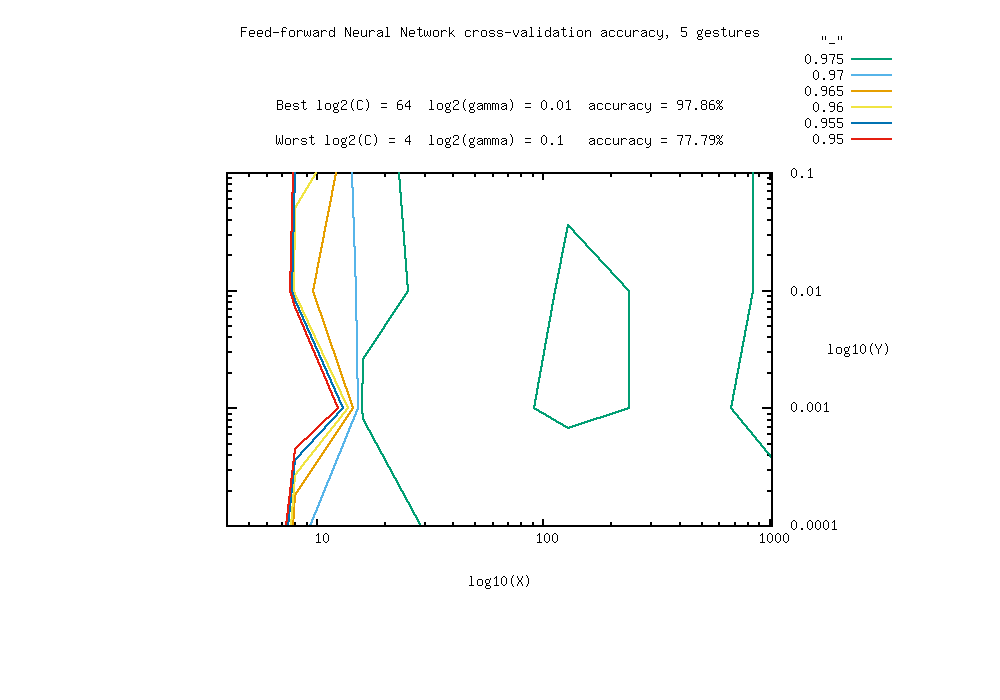 Feed-forward Neural Network cross-validation accuracy, 5 gestures
"_"
0.975
0.97
0.965
0.96
0.955
0.95
Best log2(C) = 64  log2(gamma) = 0.01  accuracy = 97.86%
Worst log2(C) = 4  log2(gamma) = 0.1   accuracy = 77.79%
0.1
0.01
log10(Y)
0.001
0.0001
10
100
1000
log10(X)